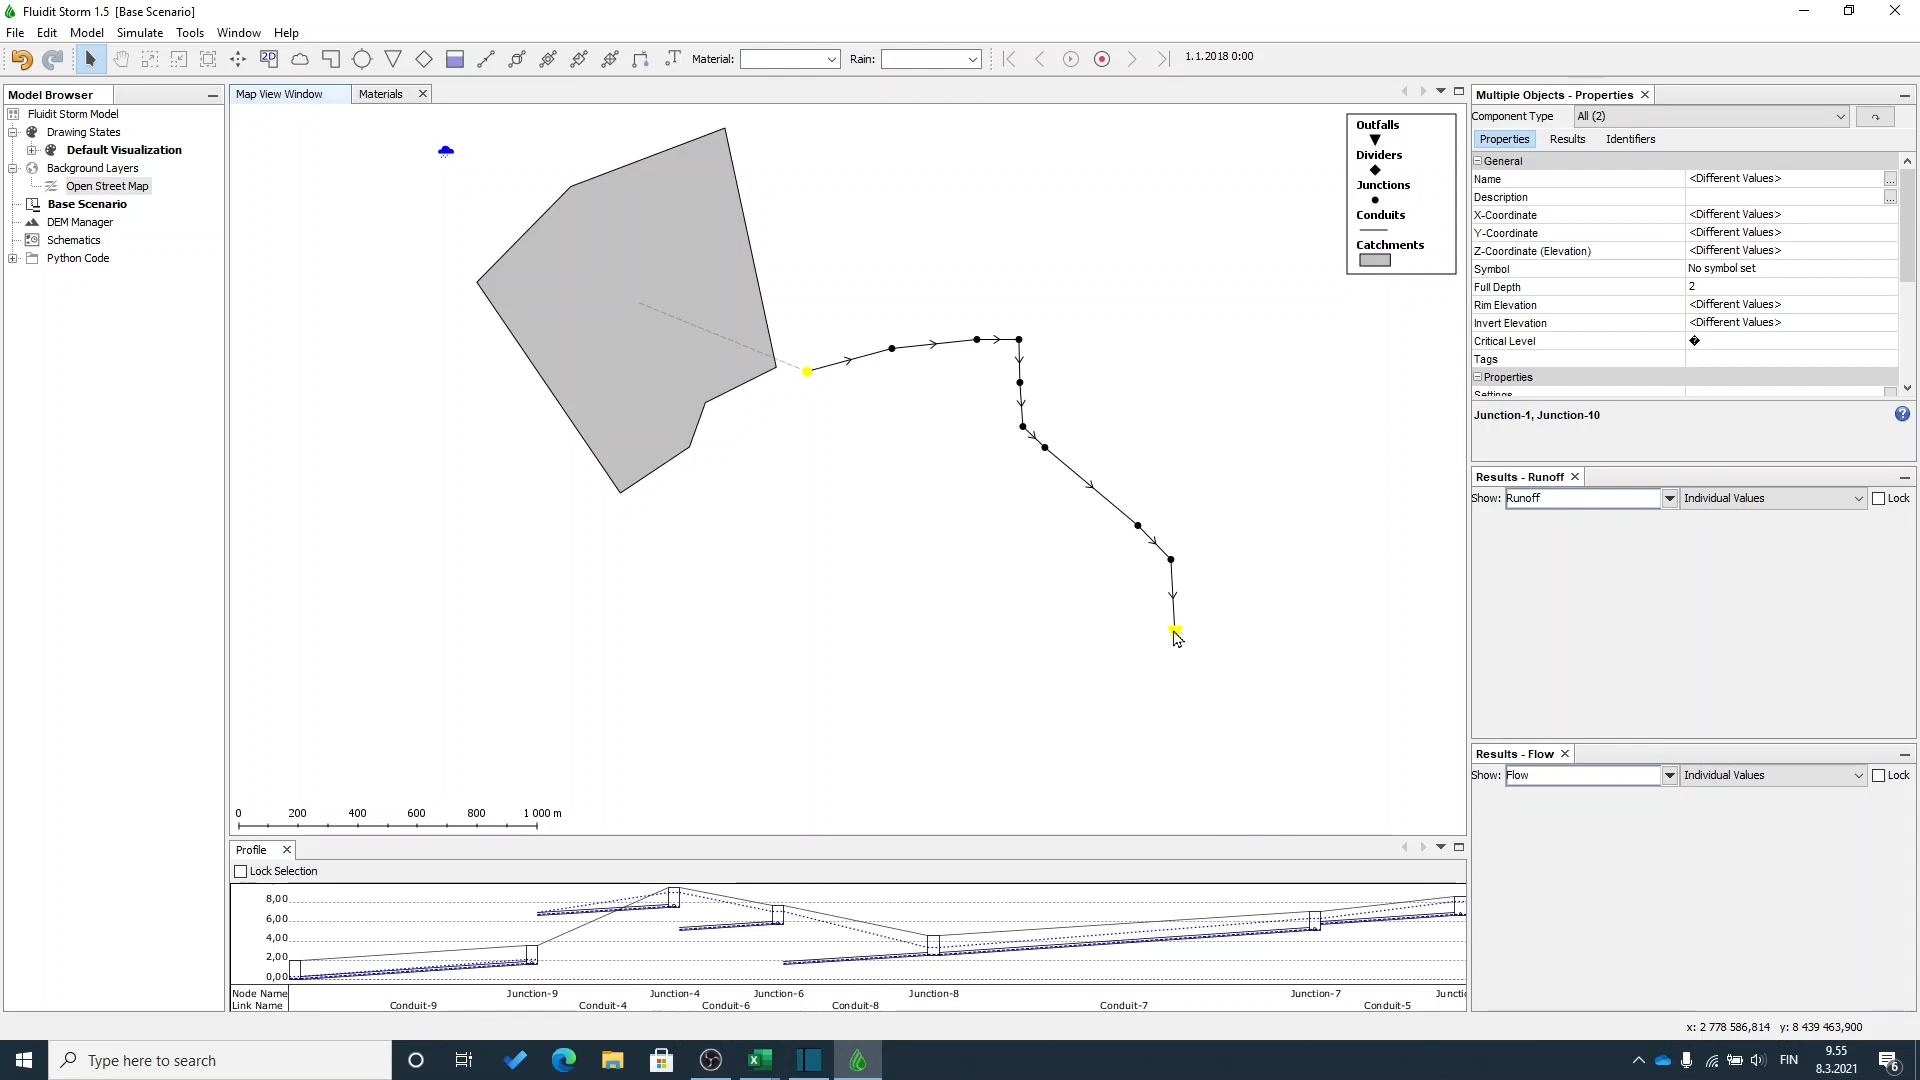 Fluidit Storm 1.5 [Base Scenario]
File Edit Model Simulate Tools Window Help
2D T Material: Rain: 1.1.2018 0:00
Model Browser
Fluidit Storm Model
Drawing States
Default Visualization
Background Layers
Open Street Map
Base Scenario
DEM Manager
Schematics
Python Code
Map View Window Materials
Outfalls
Dividers
Junctions
Conduits
Catchments
0 200 400 600 800 1 000 m
Profile
Lock Selection
8,00
6,00
4,00
2,00
0,00
Node Name Junction-9 Junction-4 Junction-6 Junction-8 Junction-7
Link Name Conduit-9 Conduit-4 Conduit-6 Conduit-8 Conduit-7 Conduit-5
Multiple Objects - Properties
Component Type All (2)
Properties Results Identifiers
General
Name <Different Values> ...
Description ...
X-Coordinate <Different Values>
Y-Coordinate <Different Values>
Z-Coordinate (Elevation) <Different Values>
Symbol No symbol set
Full Depth 2
Rim Elevation <Different Values>
Invert Elevation <Different Values>
Critical Level �
Tags
Properties
Settings
Junction-1, Junction-10
Results - Runoff
Show: Runoff Individual Values Lock
Results - Flow
Show: Flow Individual Values Lock
x: 2 778 586,814 y: 8 439 463,900
Type here to search
FIN
9.55
8.3.2021
6